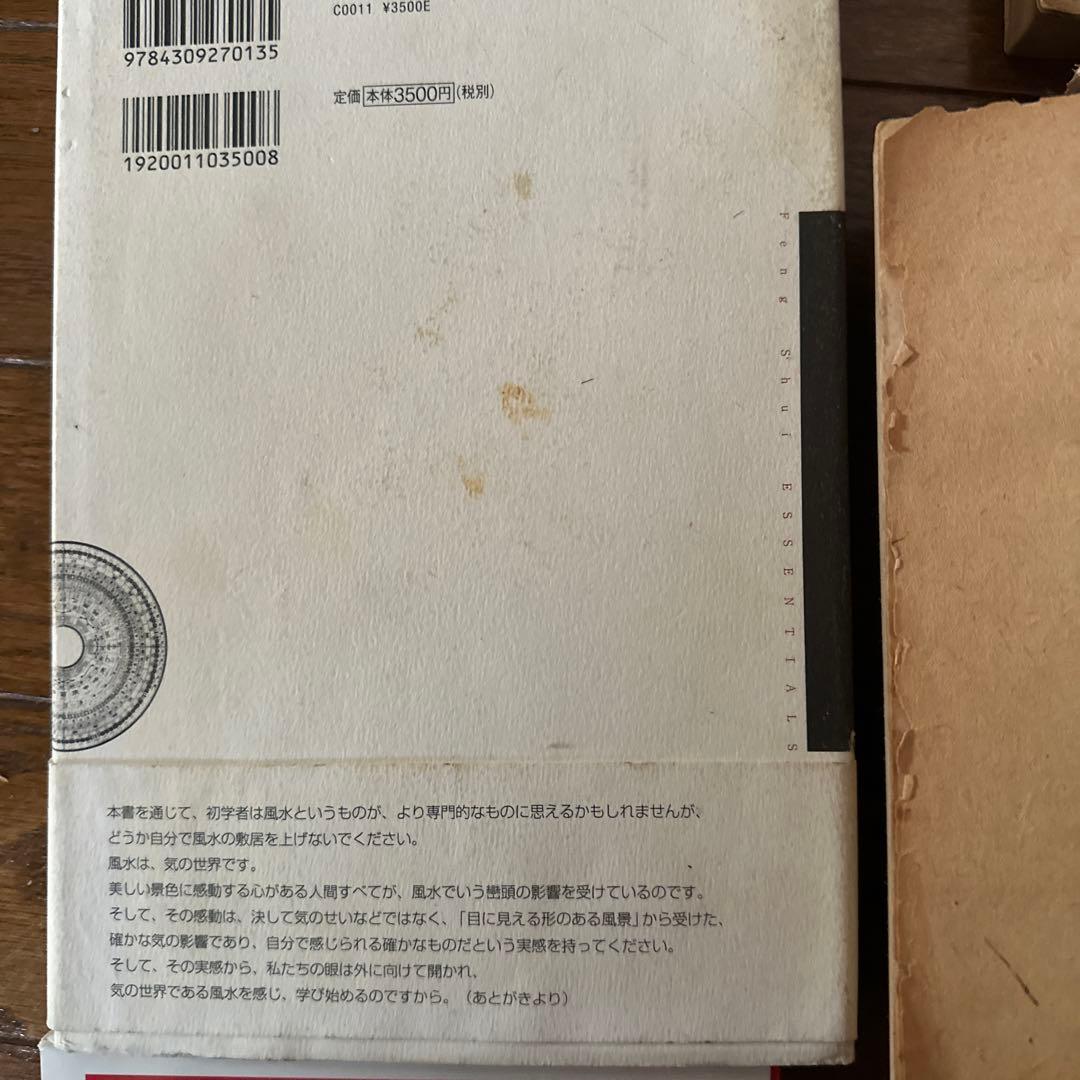 C0011 ¥3500E
9784309270135
定価 本体3500円(税別)
1920011035008
Feng Shui ESSENTIALS
本書を通じて、初学者は風水というものが、より専門的なものに思えるかもしれませんが、
どうか自分で風水の敷居を上げないでください。
風水は、気の世界です。
美しい景色に感動する心がある人間すべてが、風水でいう巒頭の影響を受けているのです。
そして、その感動は、決して気のせいなどではなく、「目に見える形のある風景」から受けた、
確かな気の影響であり、自分で感じられる確かなものだという実感を持ってください。
そして、その実感から、私たちの眼は外に向けて開かれ、
気の世界である風水を感じ、学び始めるのですから。（あとがきより）